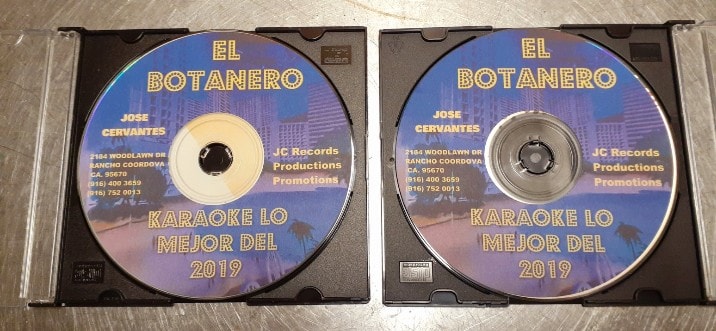 EL
BOTANERO
JOSE
CERVANTES
2184 WOODLAWN DR
RANCHO COORDOVA
CA. 95670
(916) 400 3659
(916) 752 0013
JC Records
Productions
Promotions
KARAOKE LO
MEJOR DEL
2019
EL
BOTANERO
JOSE
CERVANTES
2184 WOODLAWN DR
RANCHO COORDOVA
CA. 95670
(916) 400 3659
(916) 752 0013
JC Records
Productions
Promotions
KARAOKE LO
MEJOR DEL
2019